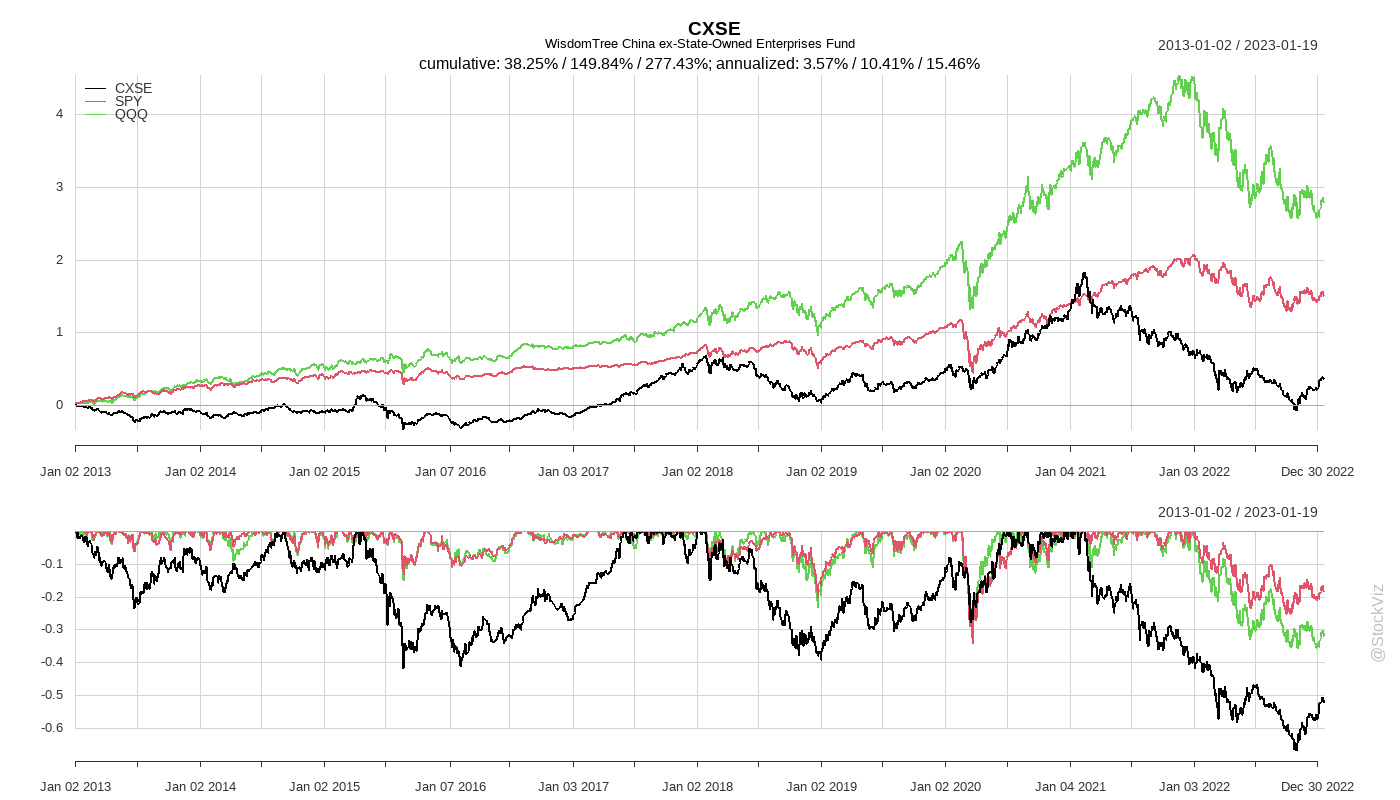 CXSE
WisdomTree China ex-State-Owned Enterprises Fund
2013-01-02 / 2023-01-19
cumulative: 38.25% / 149.84% / 277.43%; annualized: 3.57% / 10.41% / 15.46%
CXSE
SPY
QQQ
4
3
2
1
0
Jan 02 2013 Jan 02 2014 Jan 02 2015 Jan 07 2016 Jan 03 2017 Jan 02 2018 Jan 02 2019 Jan 02 2020 Jan 04 2021 Jan 03 2022 Dec 30 2022
2013-01-02 / 2023-01-19
-0.1
-0.2
-0.3
-0.4
-0.5
-0.6
Jan 02 2013 Jan 02 2014 Jan 02 2015 Jan 07 2016 Jan 03 2017 Jan 02 2018 Jan 02 2019 Jan 02 2020 Jan 04 2021 Jan 03 2022 Dec 30 2022
@StockViz